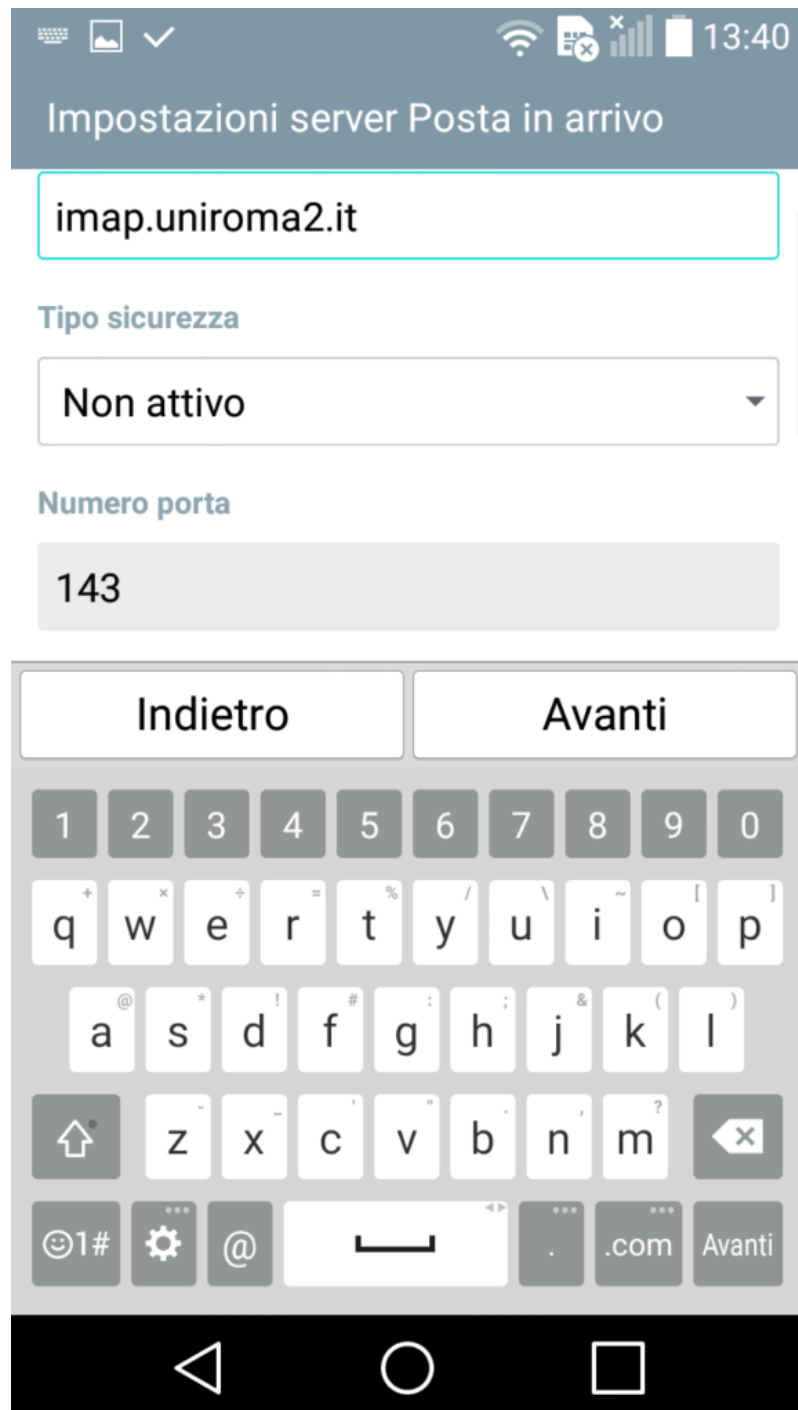 13:40
Impostazioni server Posta in arrivo
imap.uniroma2.it
Tipo sicurezza
Non attivo
Numero porta
143
Indietro Avanti
1 2 3 4 5 6 7 8 9 0
+ × ÷ = % / \ ~ [ ]
q w e r t y u i o p
@ * ! # : ; & ( )
a s d f g h j k l
- _ ' " . , ?
z x c v b n m
☺1# @ . .com Avanti